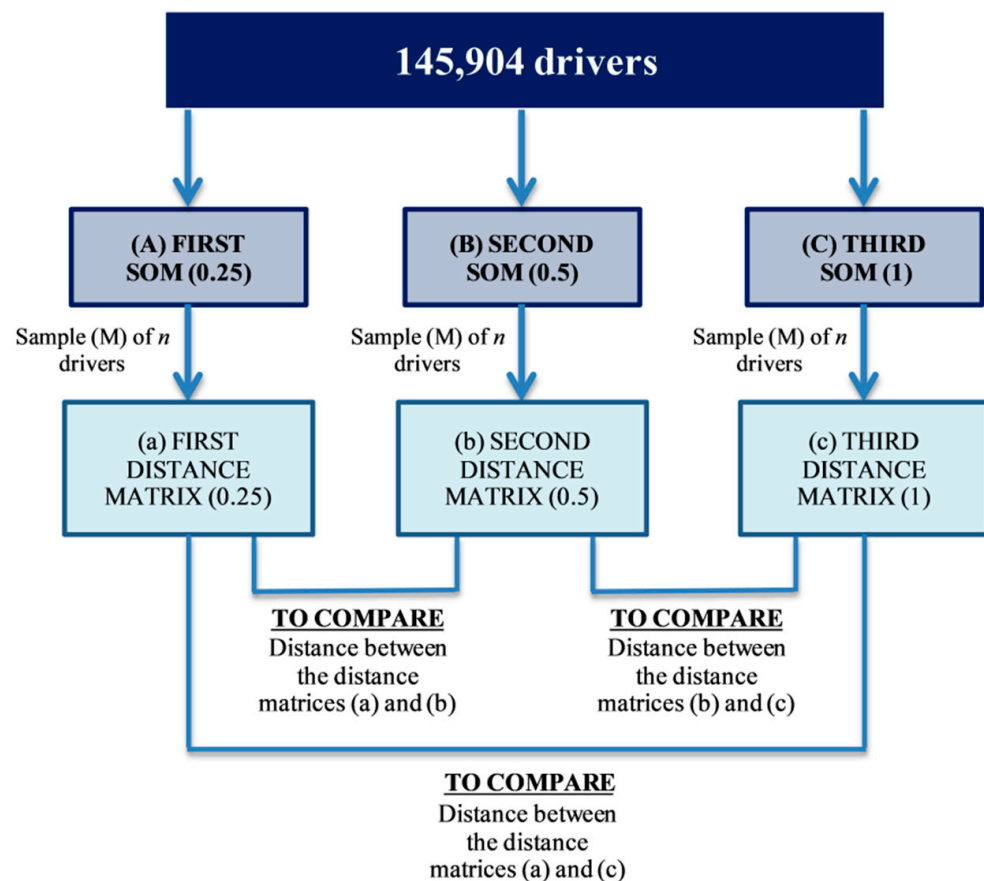 145,904 drivers
(A) FIRST
SOM (0.25)
(B) SECOND
SOM (0.5)
(C) THIRD
SOM (1)
Sample (M) of n
drivers
Sample (M) of n
drivers
Sample (M) of n
drivers
(a) FIRST
DISTANCE
MATRIX (0.25)
(b) SECOND
DISTANCE
MATRIX (0.5)
(c) THIRD
DISTANCE
MATRIX (1)
TO COMPARE
Distance between
the distance
matrices (a) and (b)
TO COMPARE
Distance between
the distance
matrices (b) and (c)
TO COMPARE
Distance between
the distance
matrices (a) and (c)